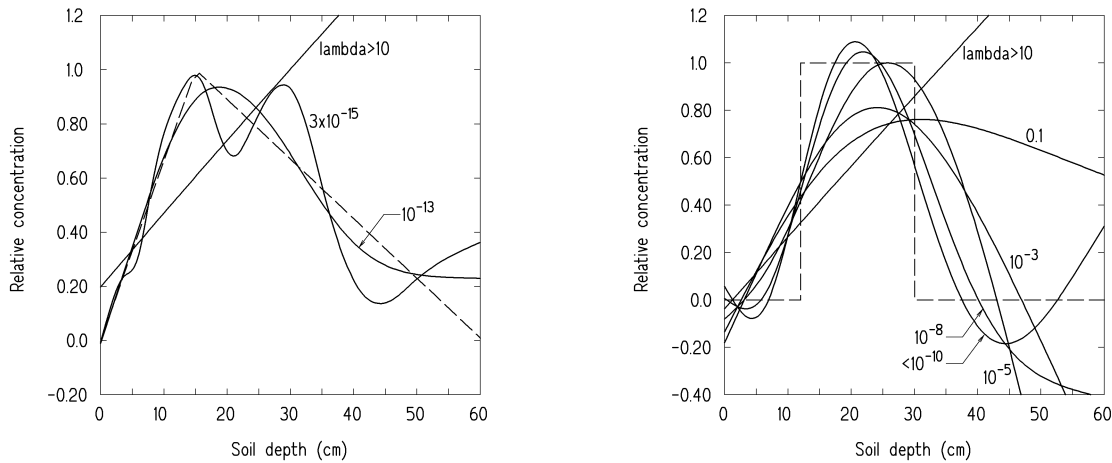 1.2
1.0
0.80
0.60
0.40
0.20
0.0
−0.20
0 10 20 30 40 50 60
Relative concentration
Soil depth (cm)
lambda>10
3x10⁻¹⁵
10⁻¹³
1.2
1.0
0.80
0.60
0.40
0.20
0.0
−0.20
−0.40
0 10 20 30 40 50 60
Relative concentration
Soil depth (cm)
lambda>10
0.1
10⁻³
10⁻⁸
<10⁻¹⁰
10⁻⁵